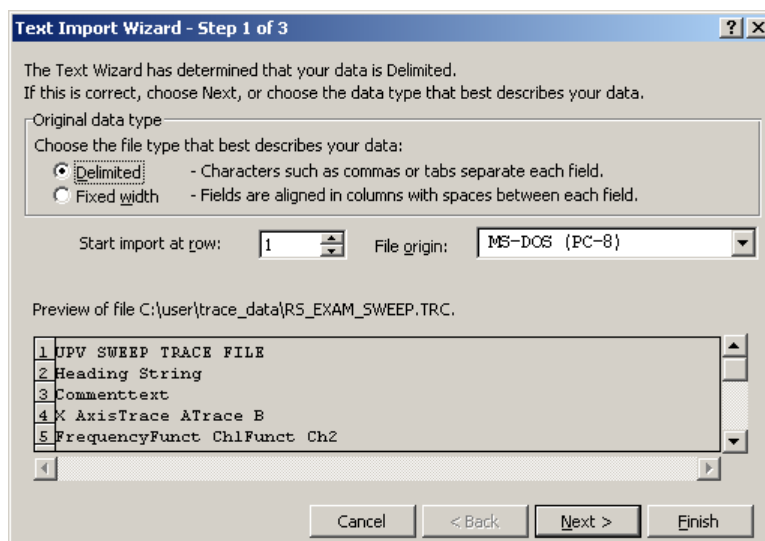 Text Import Wizard - Step 1 of 3
The Text Wizard has determined that your data is Delimited.
If this is correct, choose Next, or choose the data type that best describes your data.
Original data type
Choose the file type that best describes your data:
Delimited - Characters such as commas or tabs separate each field.
Fixed width - Fields are aligned in columns with spaces between each field.
Start import at row: 1 File origin: MS-DOS (PC-8)
Preview of file C:\user\trace_data\RS_EXAM_SWEEP.TRC.
1 UPV SWEEP TRACE FILE
2 Heading String
3 Commenttext
4 X AxisTrace ATrace B
5 FrequencyFunct Ch1Funct Ch2
Cancel < Back Next > Finish